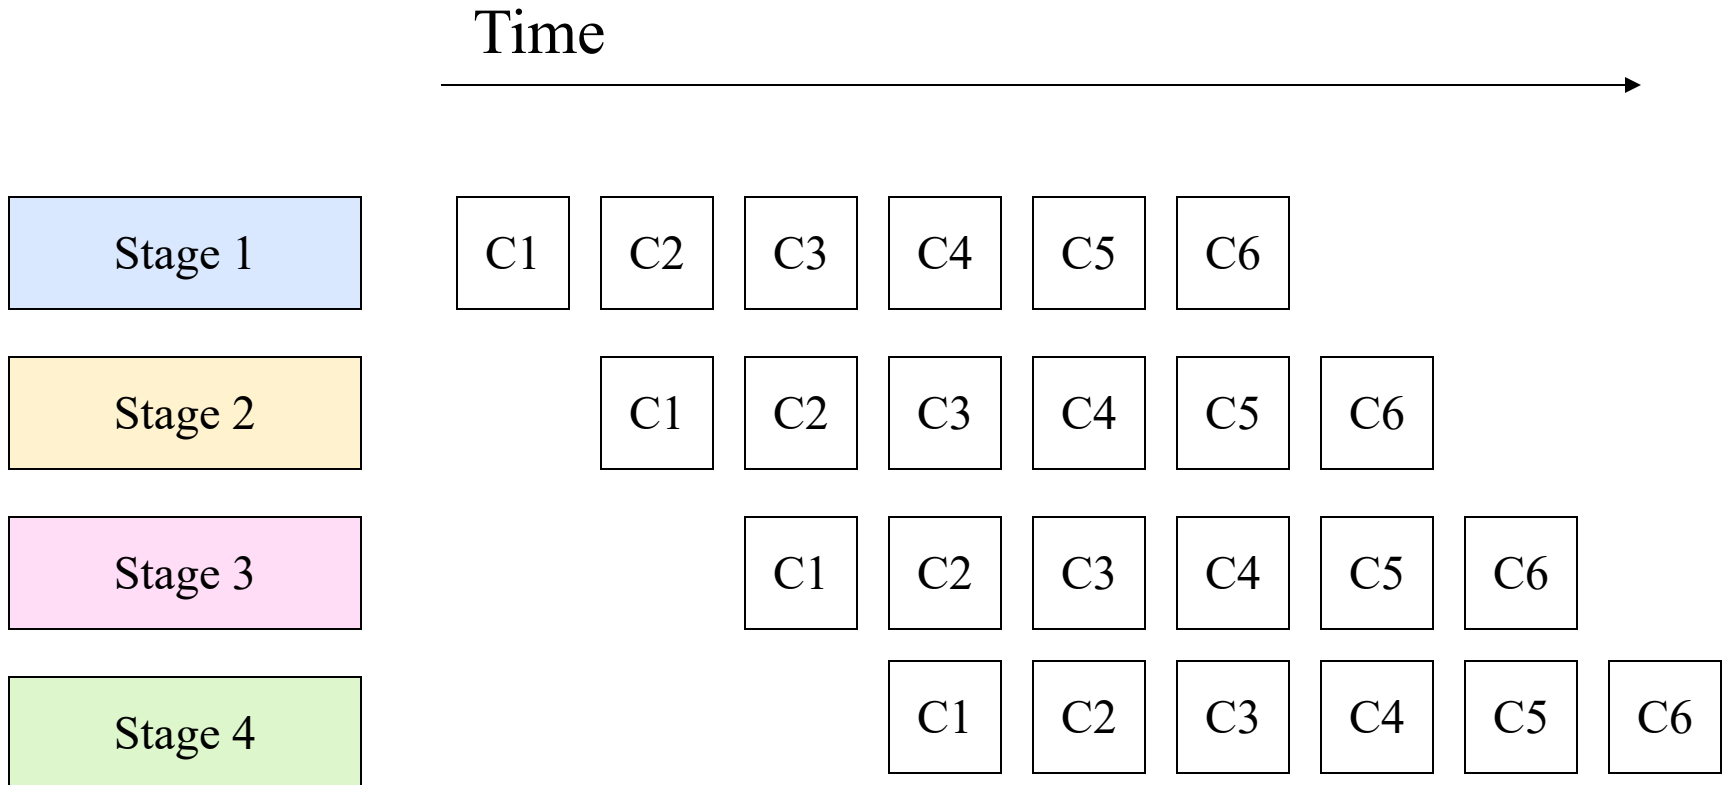 Time
Stage 1 C1 C2 C3 C4 C5 C6
Stage 2 C1 C2 C3 C4 C5 C6
Stage 3 C1 C2 C3 C4 C5 C6
Stage 4 C1 C2 C3 C4 C5 C6